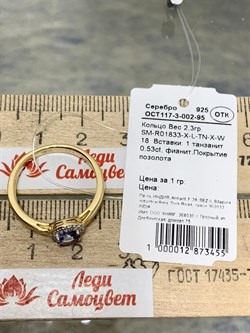 Серебро 925
ОСТ117-3-002-95
ОТК
Кольцо Вес 2,3гр
SM-R01833-X-L-TN-X-W
18. Вставки: 1 танзанит
0.53ct, фианит.Покрытие
позолота
Цена за 1 гр.
Цена:
1 000012 873455
Леди
Самоцвет
Леди
Самоцвет
ГОСТ 17435-7